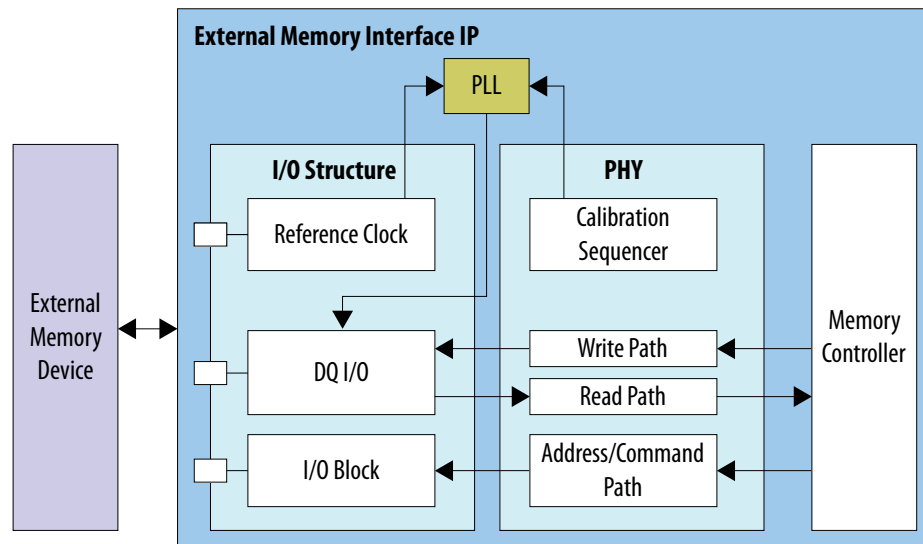 External Memory Interface IP
PLL
I/O Structure
PHY
Reference Clock
Calibration
Sequencer
External
Memory
Device
DQ I/O
Write Path
Read Path
Memory
Controller
I/O Block
Address/Command
Path